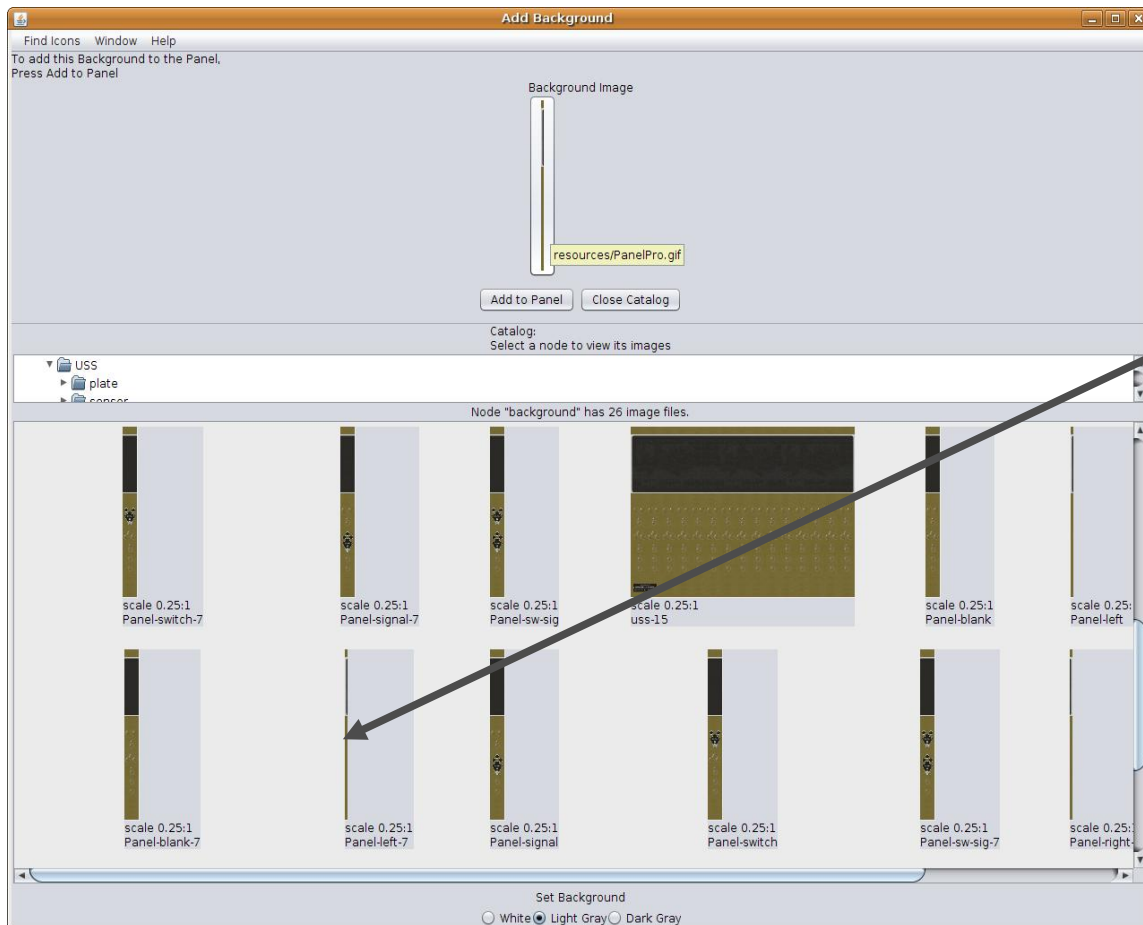 Add Background
Find Icons Window Help
To add this Background to the Panel,
Press Add to Panel
Background Image
resources/PanelPro.gif
Add to Panel Close Catalog
Catalog:
Select a node to view its images
USS
plate
sensor
Node "background" has 26 image files.
scale 0.25:1 scale 0.25:1 scale 0.25:1 scale 0.25:1 scale 0.25:1 scale 0.25:
Panel-switch-7 Panel-signal-7 Panel-sw-sig uss-15 Panel-blank Panel-left
scale 0.25:1 scale 0.25:1 scale 0.25:1 scale 0.25:1 scale 0.25:1 scale 0.25:
Panel-blank-7 Panel-left-7 Panel-signal Panel-switch Panel-sw-sig-7 Panel-right-
Set Background
White Light Gray Dark Gray